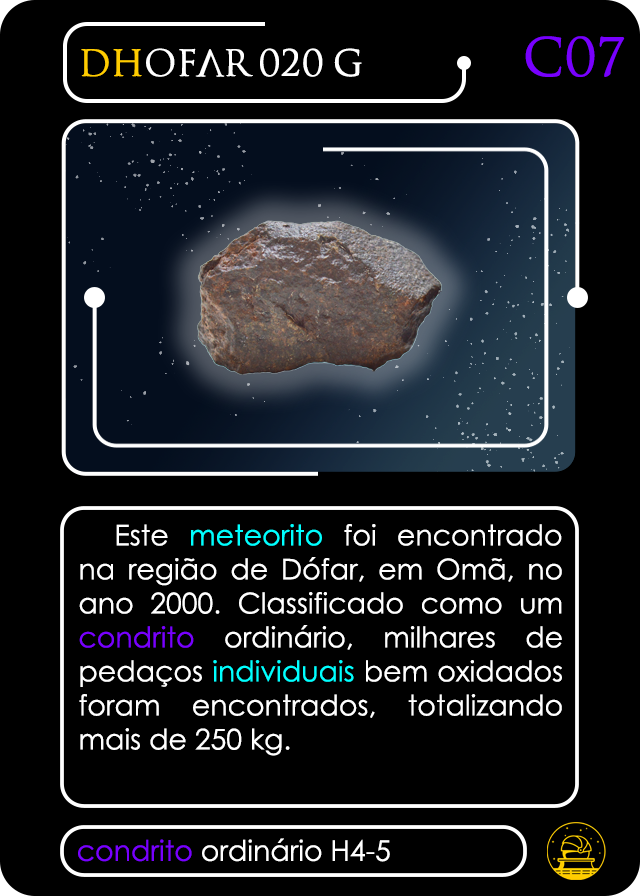 DHOFAR 020 G
C07
Este meteorito foi encontrado
na região de Dófar, em Omã, no
ano 2000. Classificado como um
condrito ordinário, milhares de
pedaços individuais bem oxidados
foram encontrados, totalizando
mais de 250 kg.
condrito ordinário H4-5